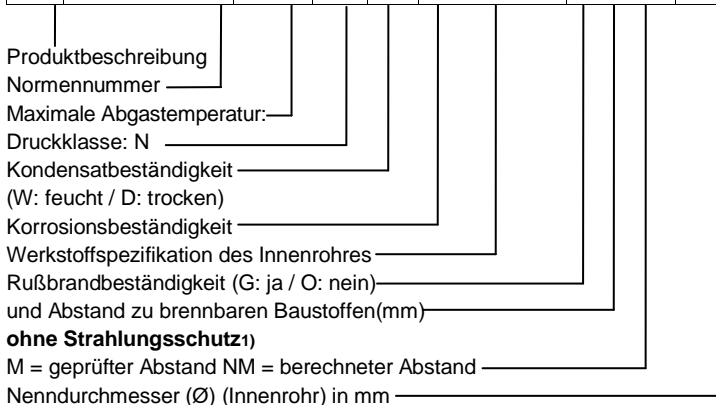 Produktbeschreibung
Normennummer
Maximale Abgastemperatur:
Druckklasse: N
Kondensatbeständigkeit
(W: feucht / D: trocken)
Korrosionsbeständigkeit
Werkstoffspezifikation des Innenrohres
Rußbrandbeständigkeit (G: ja / O: nein)
und Abstand zu brennbaren Baustoffen(mm)
ohne Strahlungsschutz1)
M = geprüfter Abstand NM = berechneter Abstand
Nenndurchmesser (Ø) (Innenrohr) in mm